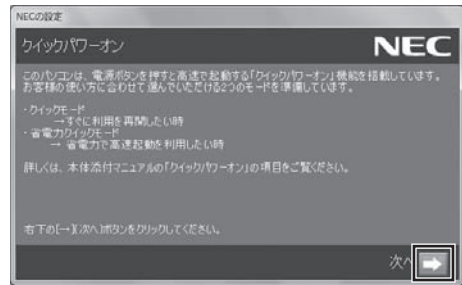 NECの設定
クイックパワーオン
NEC
このパソコンは、電源ボタンを押すと高速で起動する「クイックパワーオン」機能を搭載しています。
お客様の使い方に合わせて選んでいただける2つのモードを準備しています。
・クイックモード
→すぐに利用を再開したい時
・省電力クイックモード
→ 省電力で高速起動を利用したい時
詳しくは、本体添付マニュアルの「クイックパワーオン」の項目をご覧ください。
右下の[→](次へ)ボタンをクリックしてください。
次へ